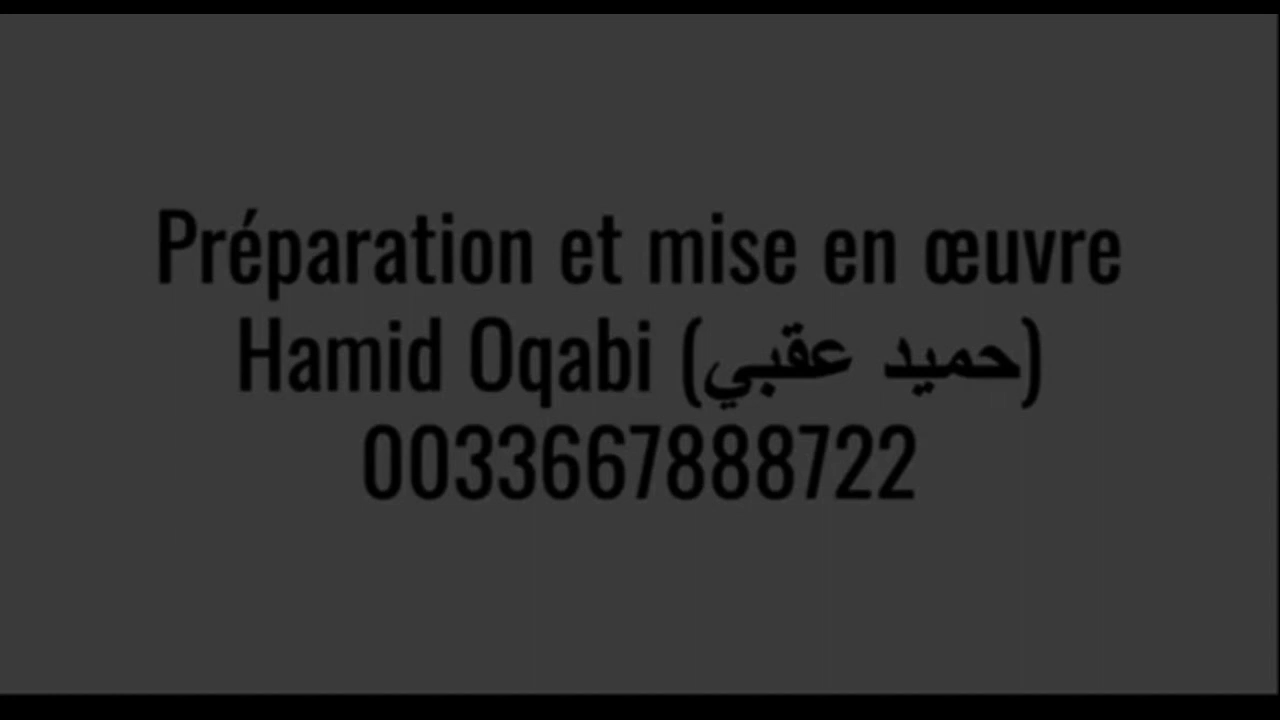 Préparation et mise en œuvre
Hamid Oqabi (حميد عقبي)
0033667888722